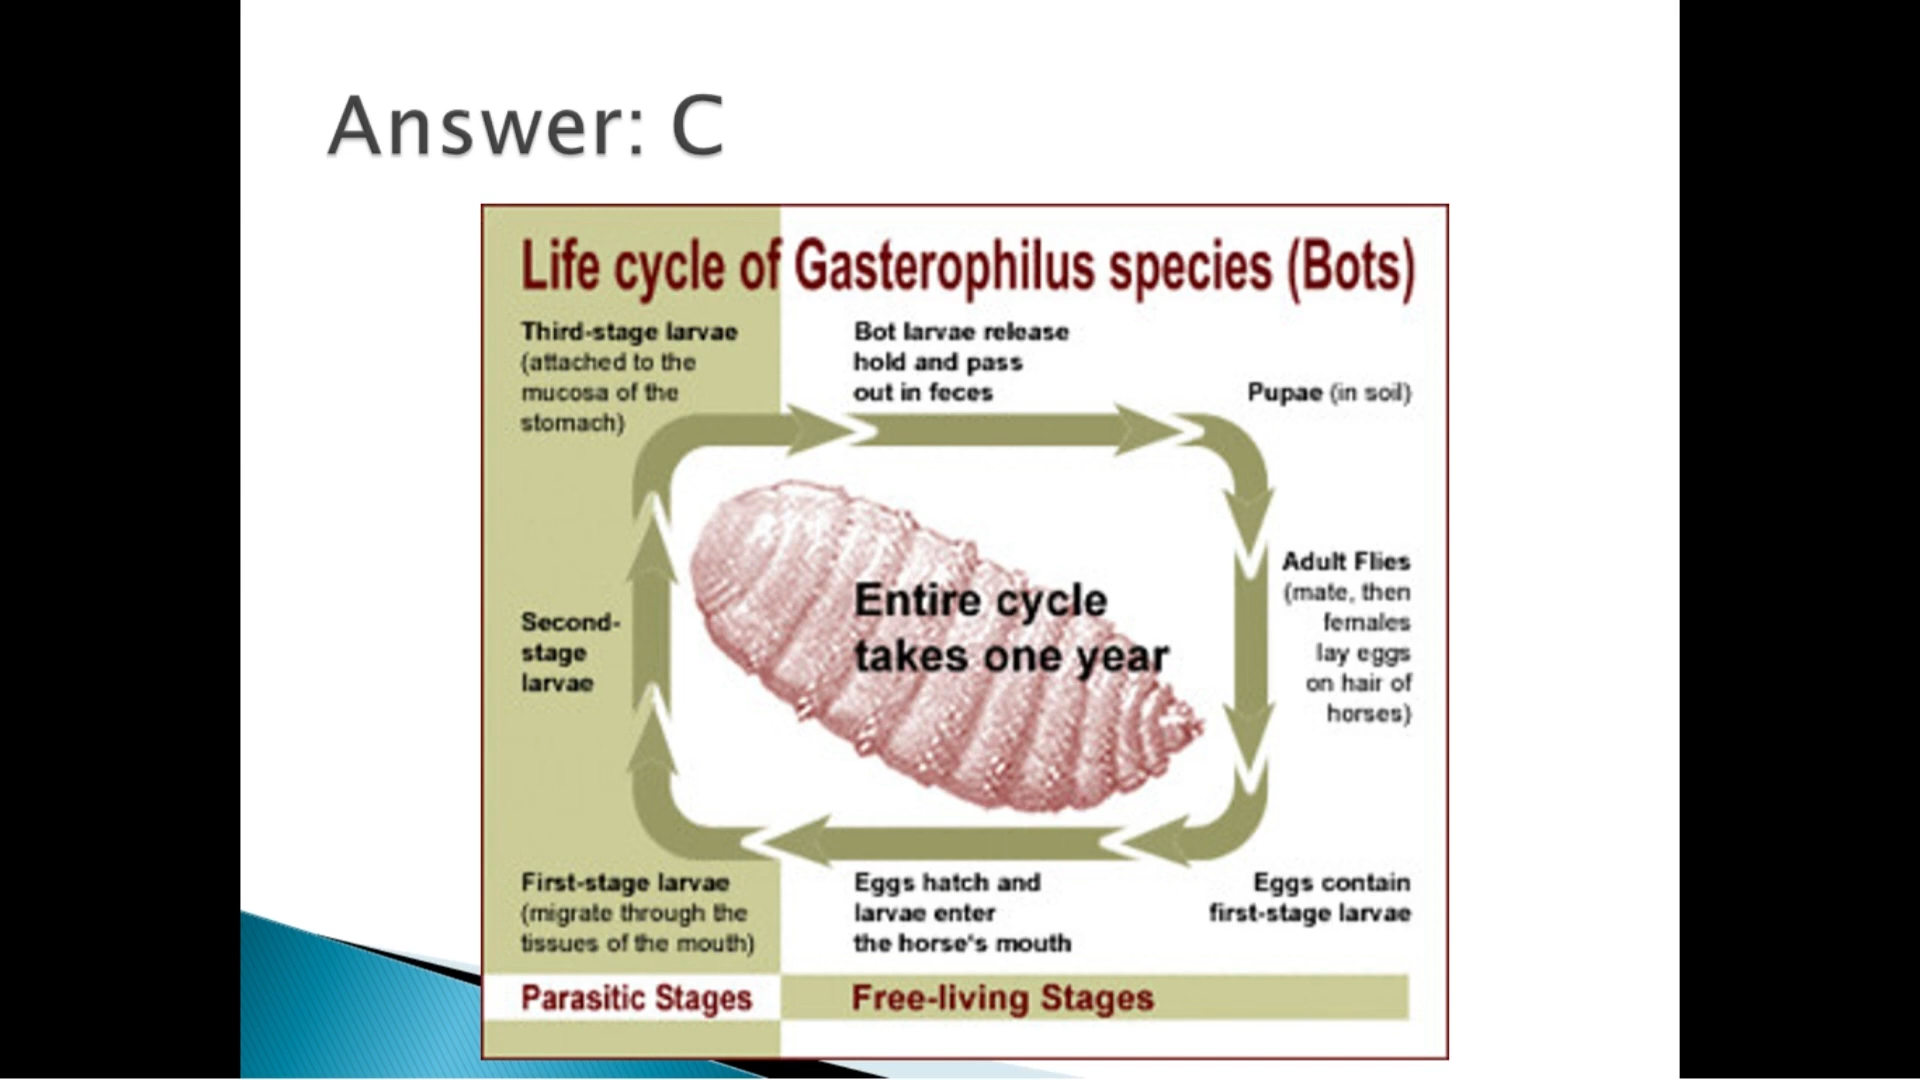 Answer: C
Life cycle of Gasterophilus species (Bots)
Third-stage larvae
(attached to the
mucosa of the
stomach)
Bot larvae release
hold and pass
out in feces
Pupae (in soil)
Adult Flies
(mate, then
females
lay eggs
on hair of
horses)
Entire cycle
takes one year
Second-
stage
larvae
First-stage larvae
(migrate through the
tissues of the mouth)
Eggs hatch and
larvae enter
the horse's mouth
Eggs contain
first-stage larvae
Parasitic Stages
Free-living Stages